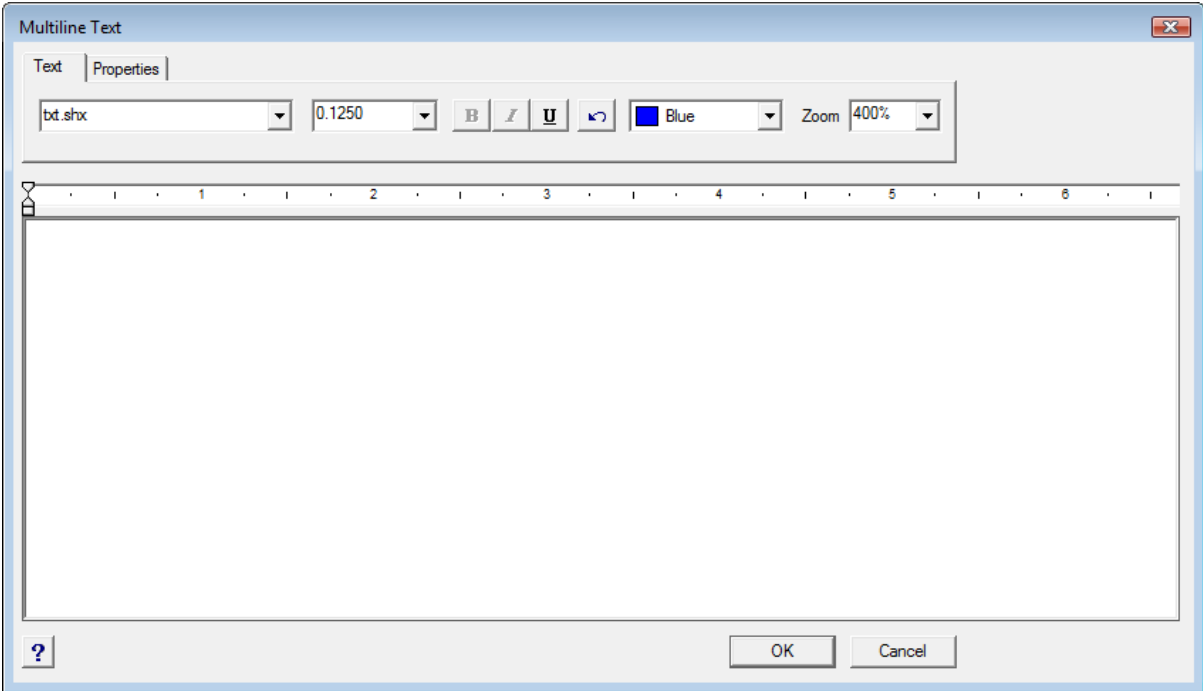 Multiline Text
Text Properties
txt.shx 0.1250 B I U Blue Zoom 400%
1 2 3 4 5 6
? OK Cancel